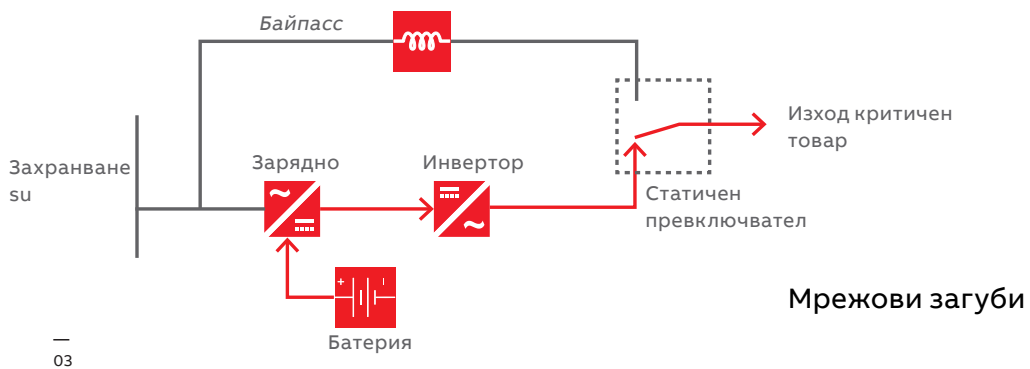 Байпасс
Изход критичен
товар
Захранване
su
Зарядно
Инвертор
Статичен
превключвател
+
Мрежови загуби
Батерия
—
03